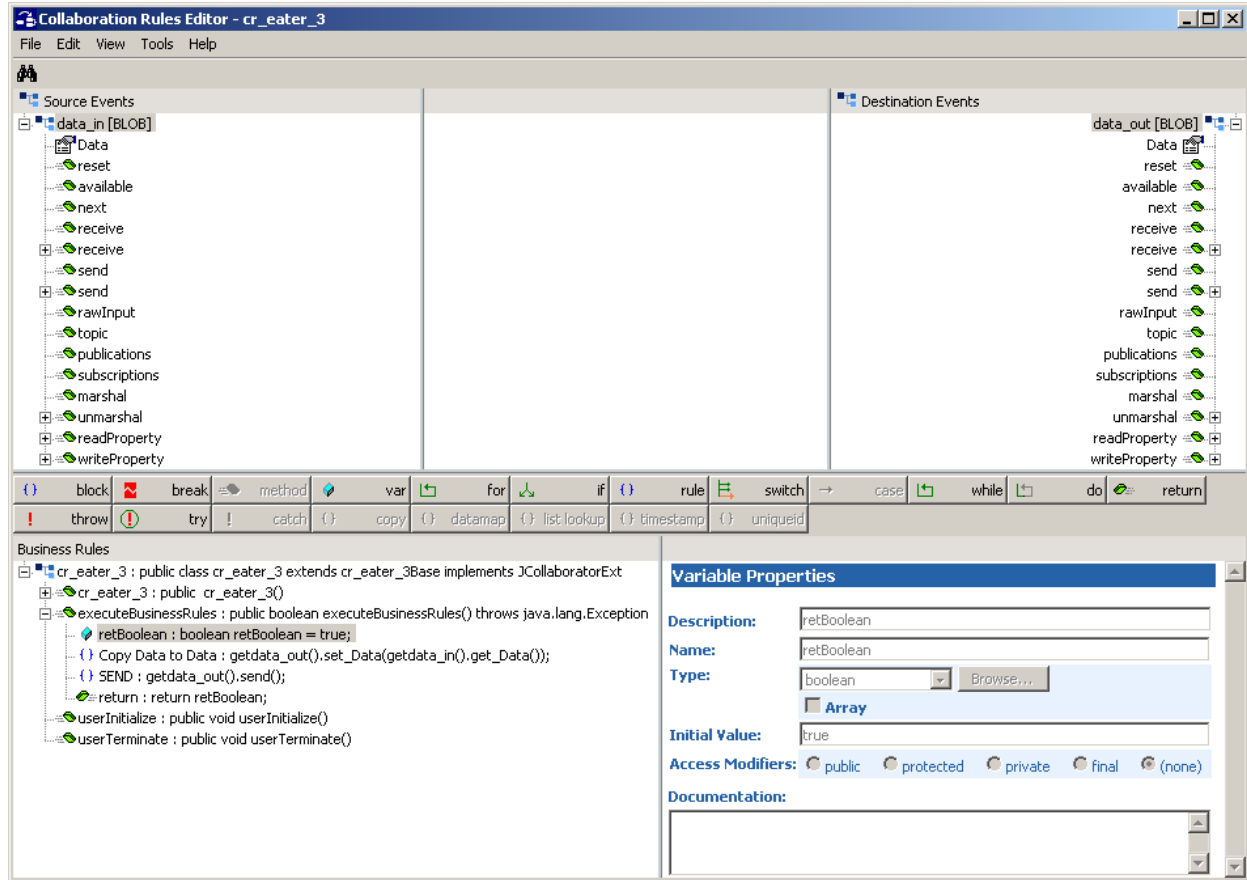 Collaboration Rules Editor - cr_eater_3
File Edit View Tools Help
Source Events
data_in [BLOB]
Data
reset
available
next
receive
receive
send
send
rawInput
topic
publications
subscriptions
marshal
unmarshal
readProperty
writeProperty
Destination Events
data_out [BLOB]
Data
reset
available
next
receive
receive
send
send
rawInput
topic
publications
subscriptions
marshal
unmarshal
readProperty
writeProperty
block break method var for if rule switch case while do return
throw try catch copy datamap list lookup timestamp uniqueid
Business Rules
cr_eater_3 : public class cr_eater_3 extends cr_eater_3Base implements JCollaboratorExt
cr_eater_3 : public cr_eater_3()
executeBusinessRules : public boolean executeBusinessRules() throws java.lang.Exception
retBoolean : boolean retBoolean = true;
Copy Data to Data : getdata_out().set_Data(getdata_in().get_Data());
SEND : getdata_out().send();
return : return retBoolean;
userInitialize : public void userInitialize()
userTerminate : public void userTerminate()
Variable Properties
Description: retBoolean
Name: retBoolean
Type: boolean Browse...
Array
Initial Value: true
Access Modifiers: public protected private final (none)
Documentation: